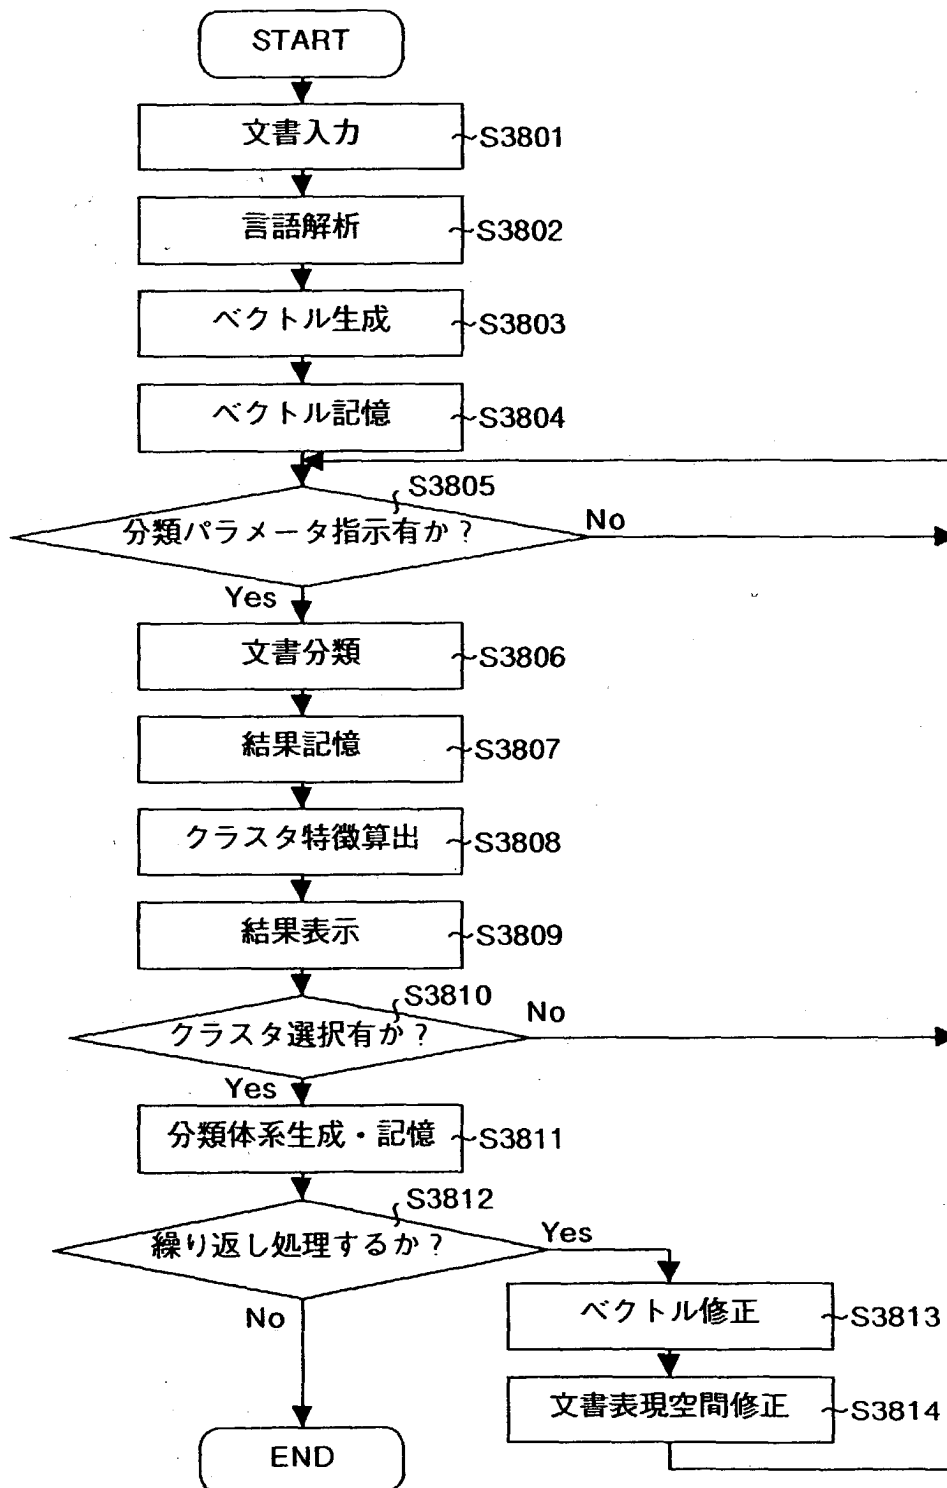 START
文書入力
S3801
言語解析
S3802
ベクトル生成
S3803
ベクトル記憶
S3804
S3805
分類パラメータ指示有か？
No
Yes
文書分類
S3806
結果記憶
S3807
クラスタ特徴算出
S3808
結果表示
S3809
S3810
クラスタ選択有か？
No
Yes
分類体系生成・記憶
S3811
S3812
繰り返し処理するか？
Yes
No
ベクトル修正
S3813
文書表現空間修正
S3814
END